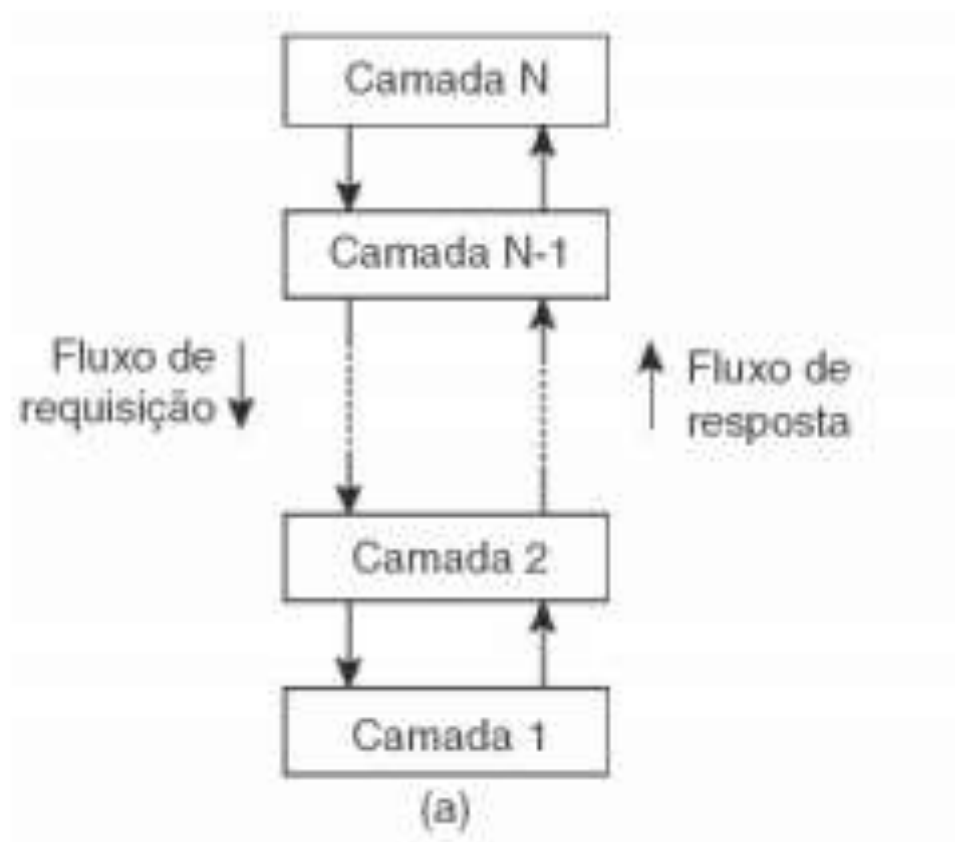 Camada N
Camada N-1
Fluxo de
requisição
Fluxo de
resposta
Camada 2
Camada 1
(a)